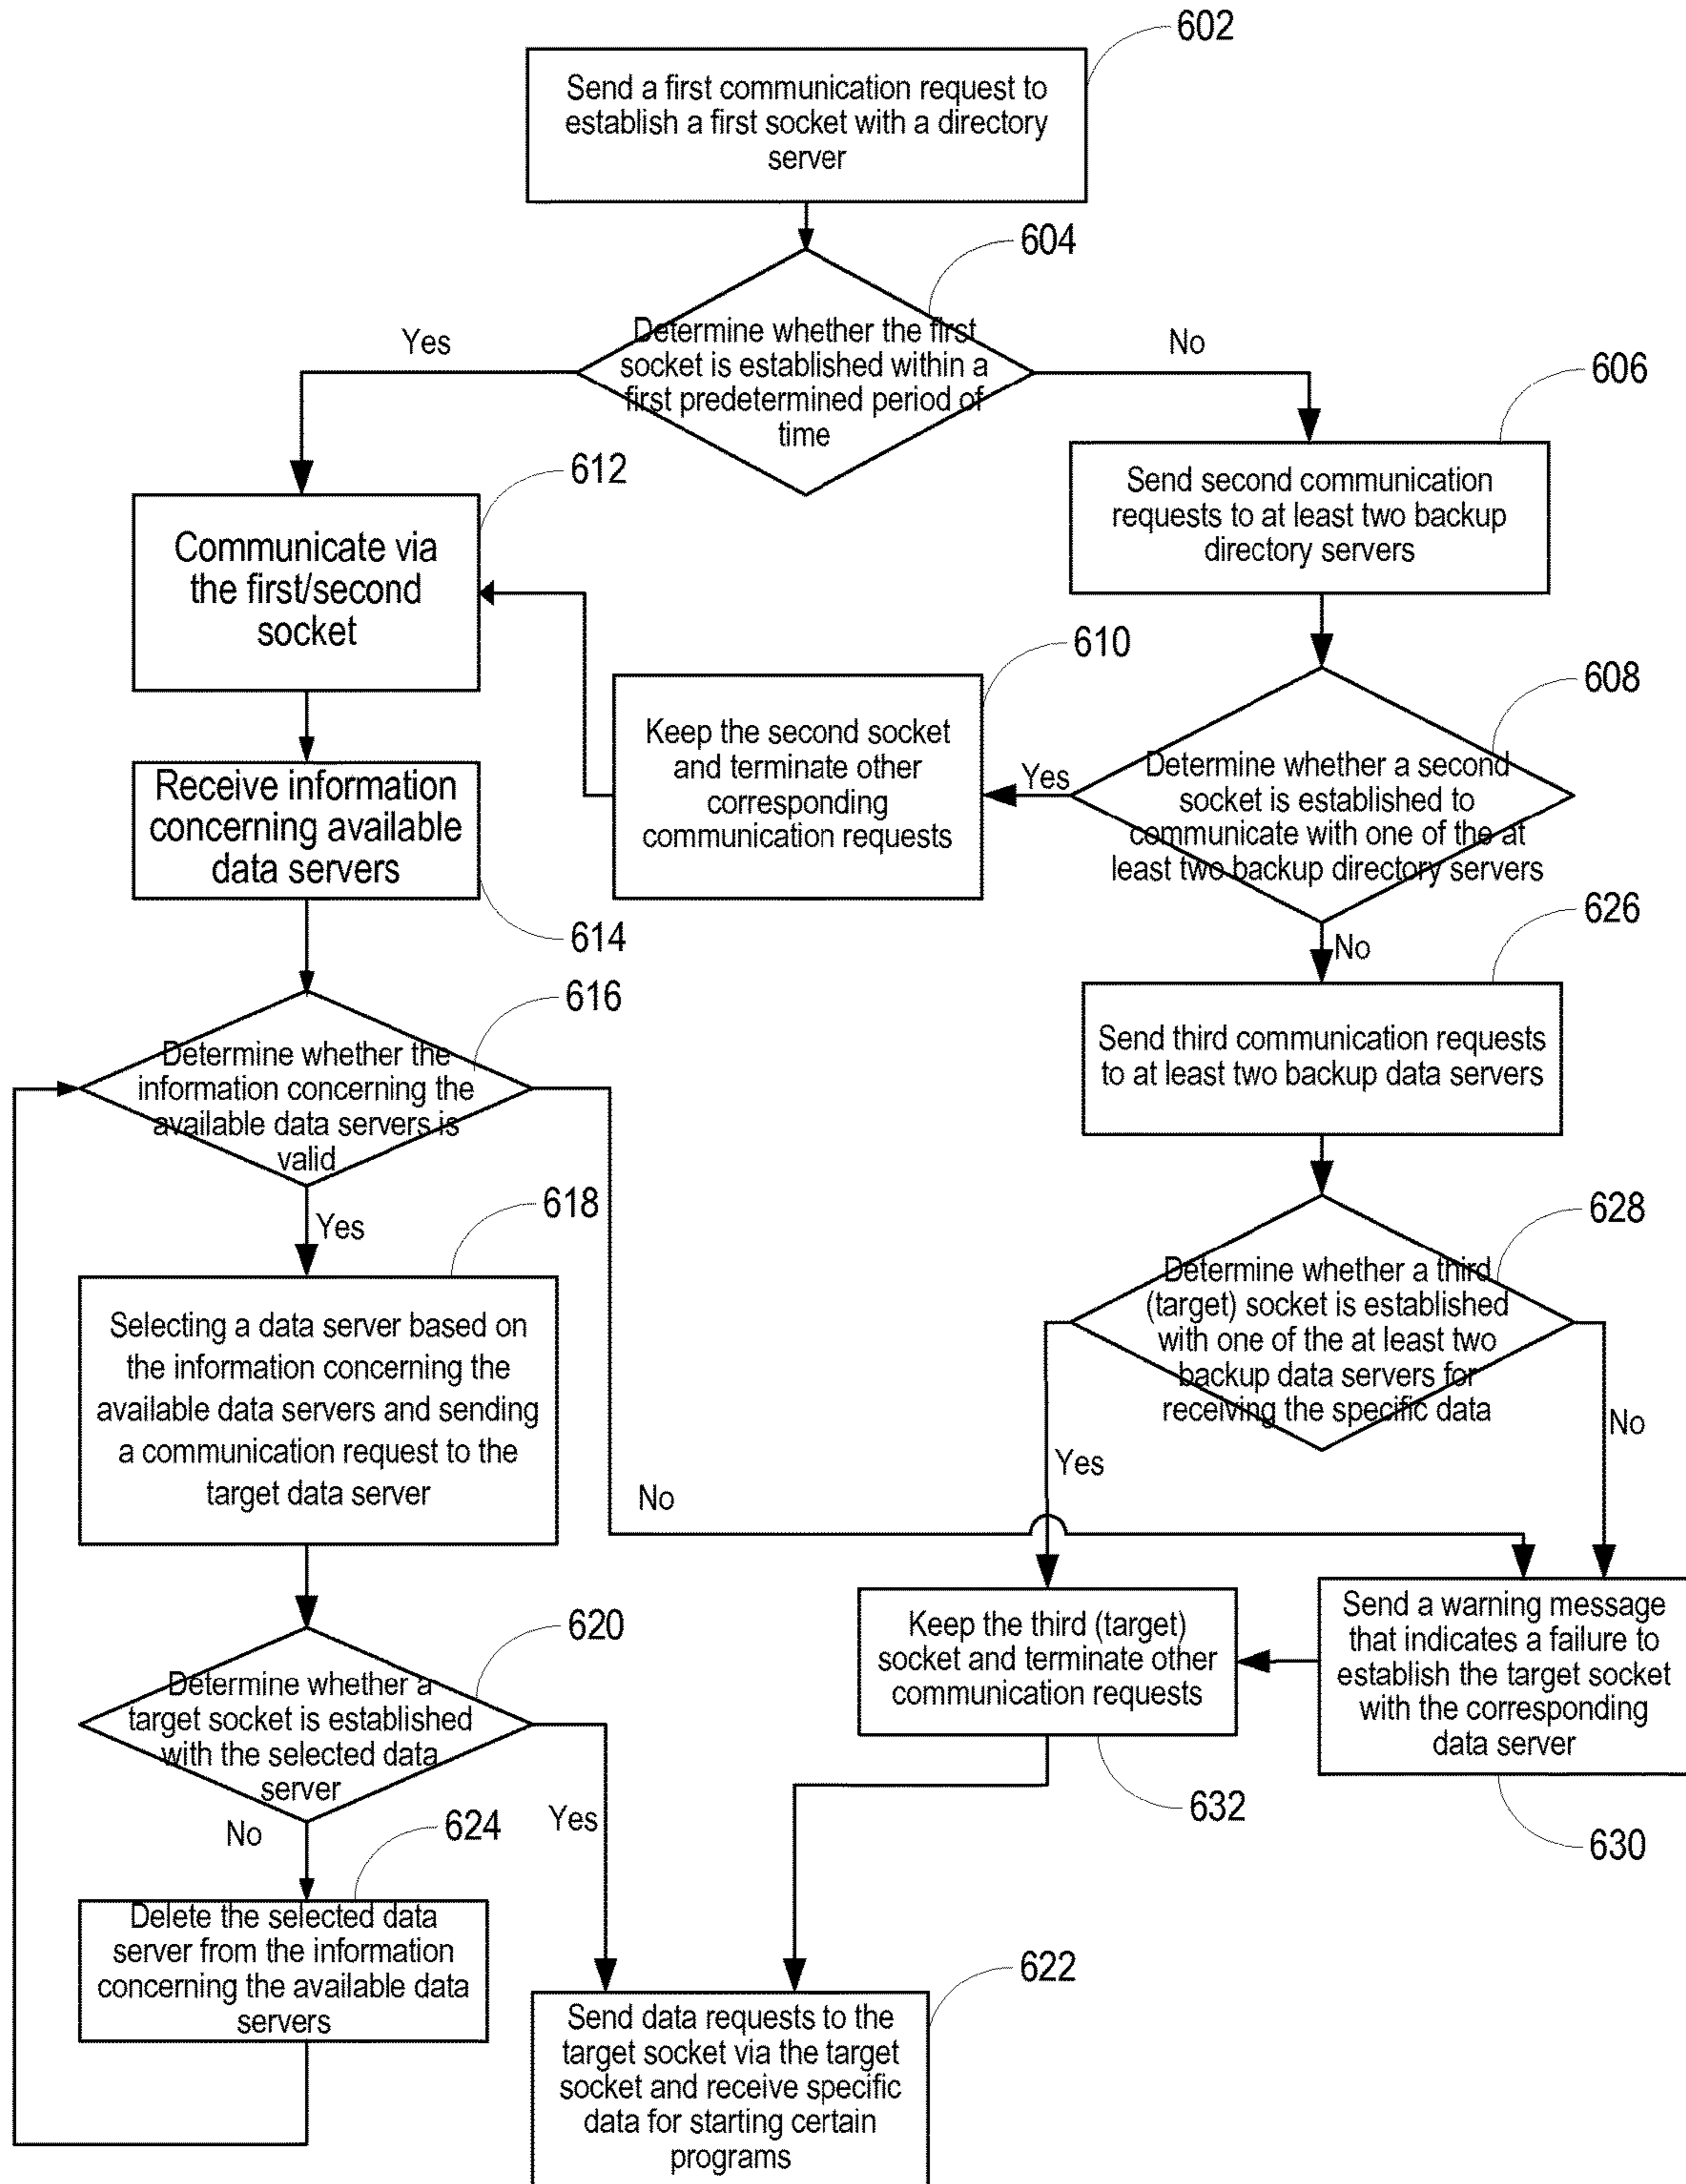 602
Send a first communication request to
establish a first socket with a directory
server
604
Determine whether the first
socket is established within a
first predetermined period of
time
Yes
No
606
Send second communication
requests to at least two backup
directory servers
612
Communicate via
the first/second
socket
610
Keep the second socket
and terminate other
corresponding
communication requests
608
Determine whether a second
socket is established to
communicate with one of the at
least two backup directory servers
Yes
No
614
Receive information
concerning available
data servers
626
Send third communication requests
to at least two backup data servers
616
Determine whether the
information concerning the
available data servers is
valid
Yes
No
618
Selecting a data server based on
the information concerning the
available data servers and sending
a communication request to the
target data server
628
Determine whether a third
(target) socket is established
with one of the at least two
backup data servers for
receiving the specific data
Yes
No
620
Determine whether a
target socket is established
with the selected data
server
No
Yes
Keep the third (target)
socket and terminate other
communication requests
632
Send a warning message
that indicates a failure to
establish the target socket
with the corresponding
data server
630
624
Delete the selected data
server from the information
concerning the available data
servers
622
Send data requests to the
target socket via the target
socket and receive specific
data for starting certain
programs